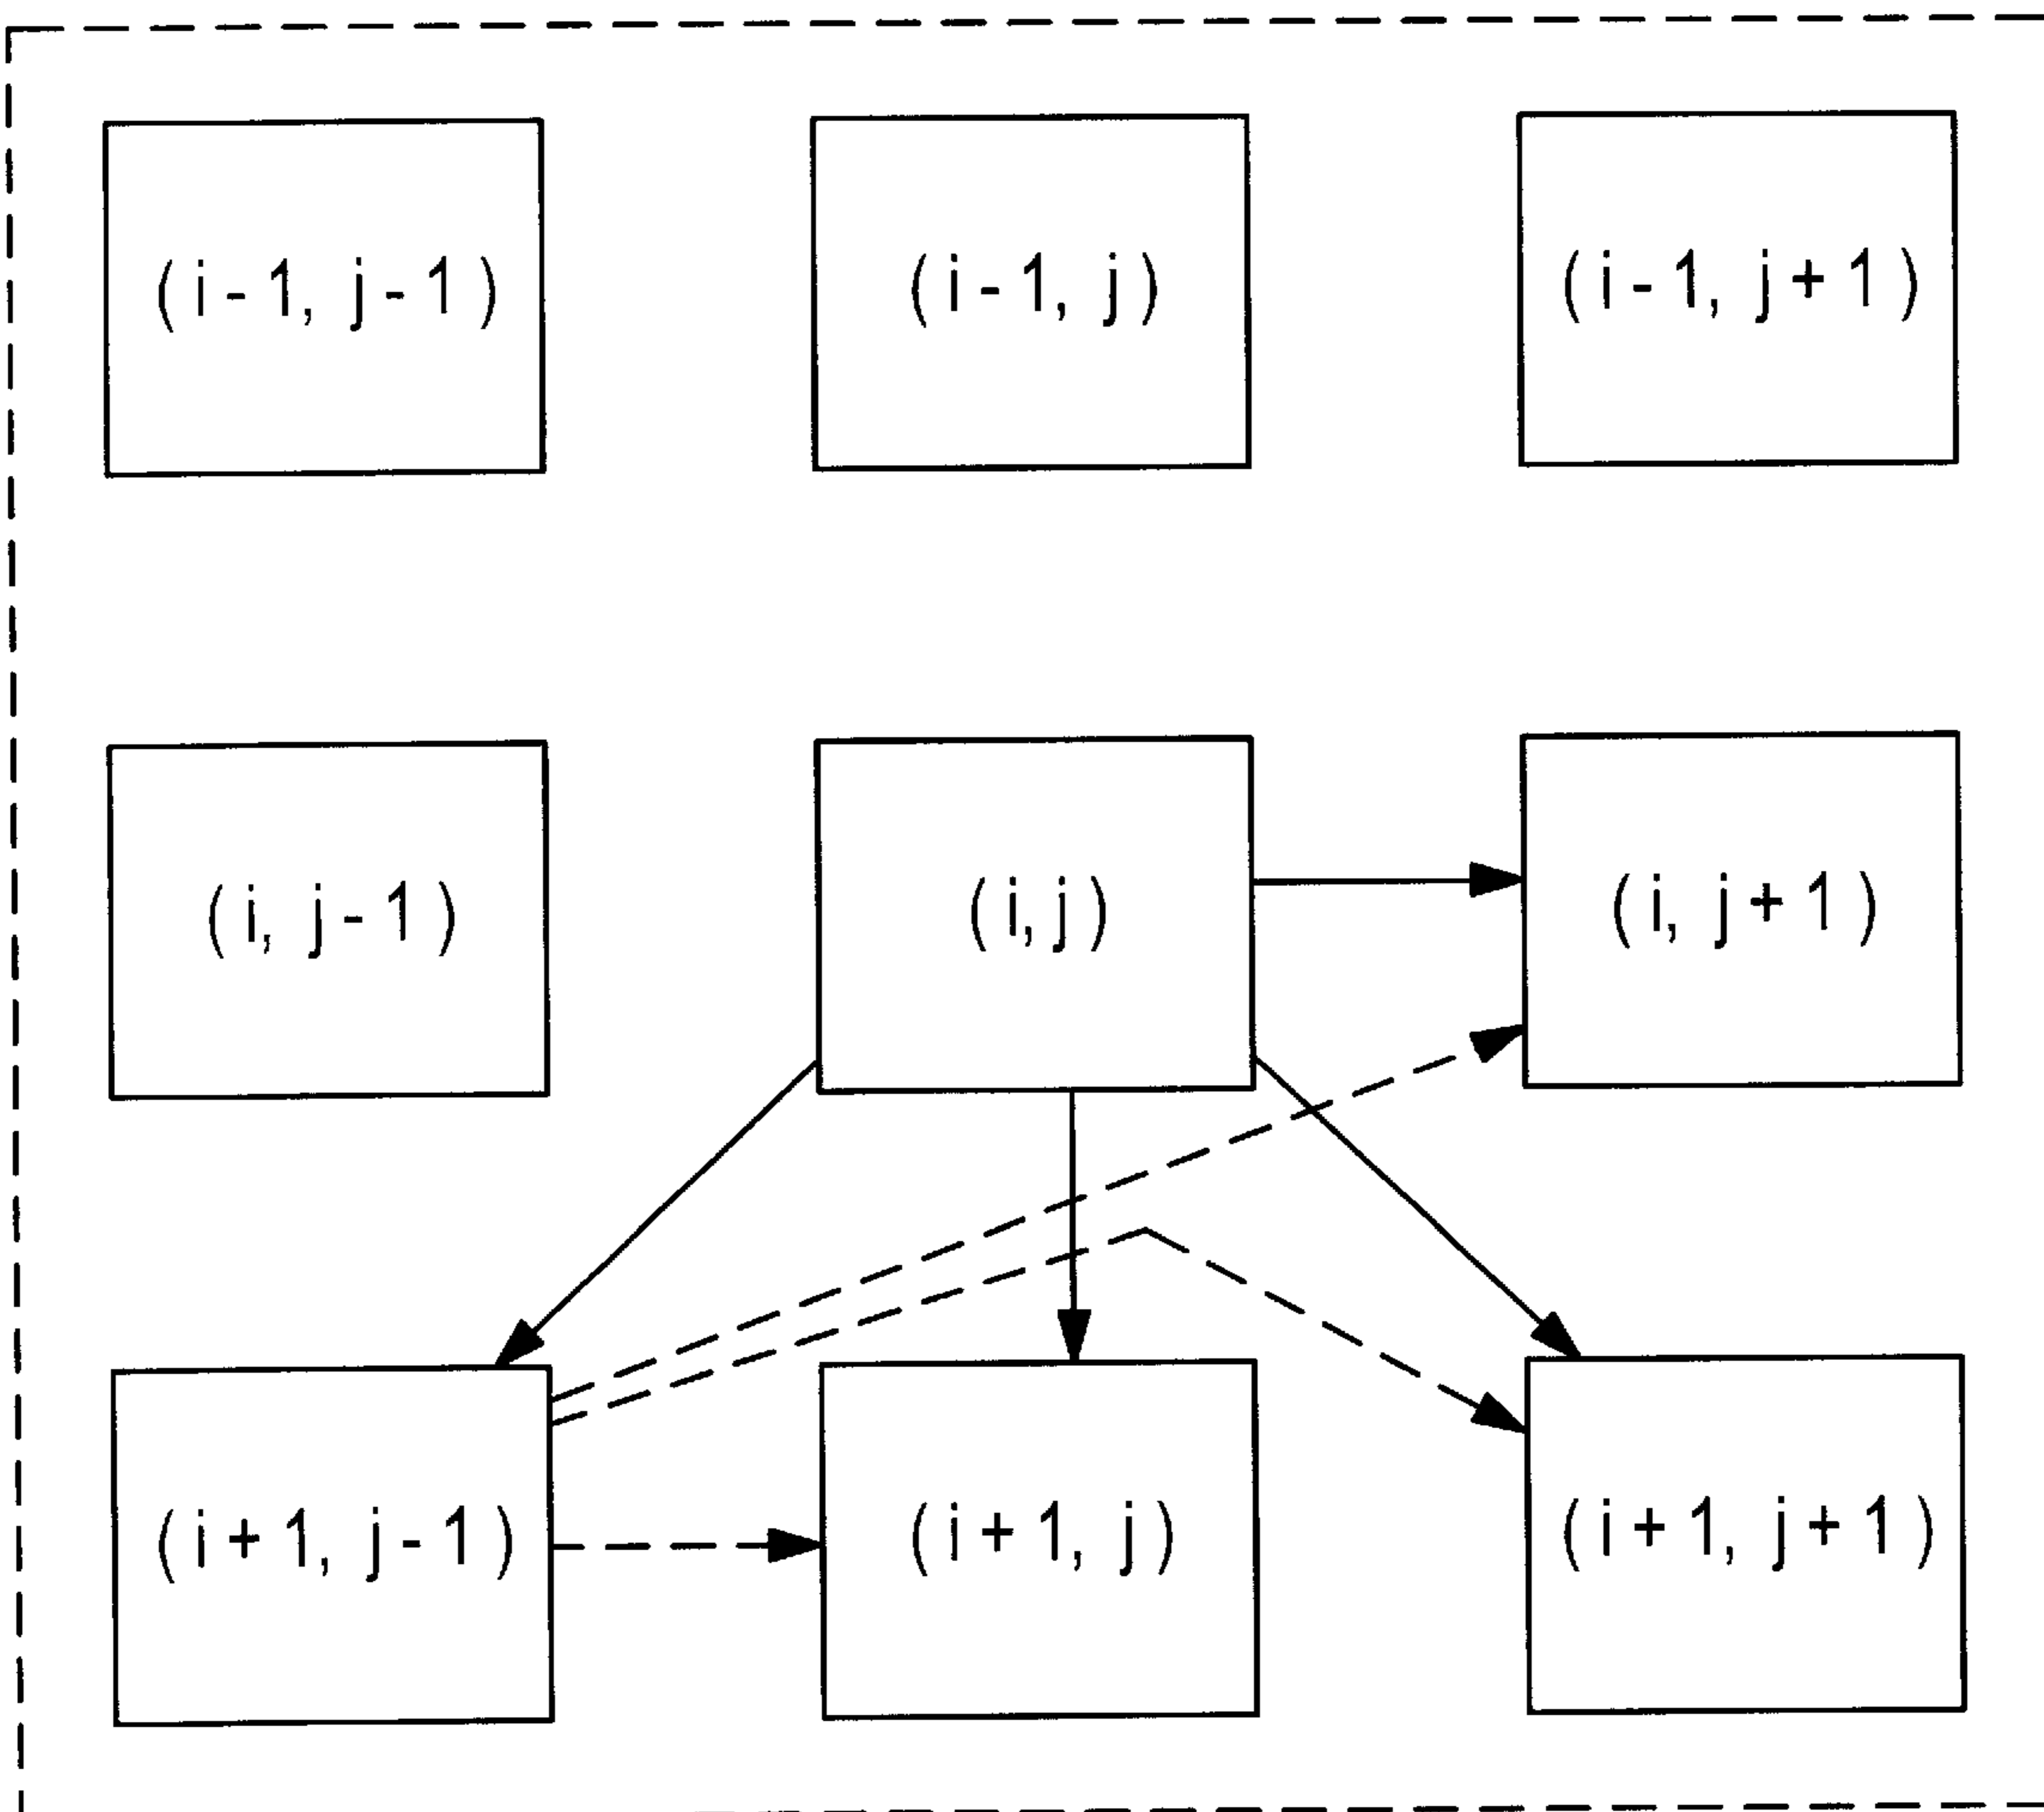 (i - 1, j - 1)
(i - 1, j)
(i - 1, j + 1)
(i, j - 1)
(i, j)
(i, j + 1)
(i + 1, j - 1)
(i + 1, j)
(i + 1, j + 1)